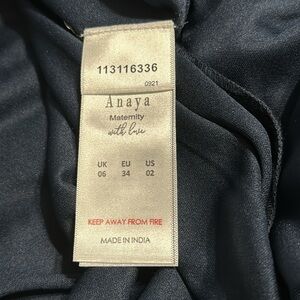 113116336
0921
Anaya
Maternity
with love
UK EU US
06 34 02
KEEP AWAY FROM FIRE
MADE IN INDIA